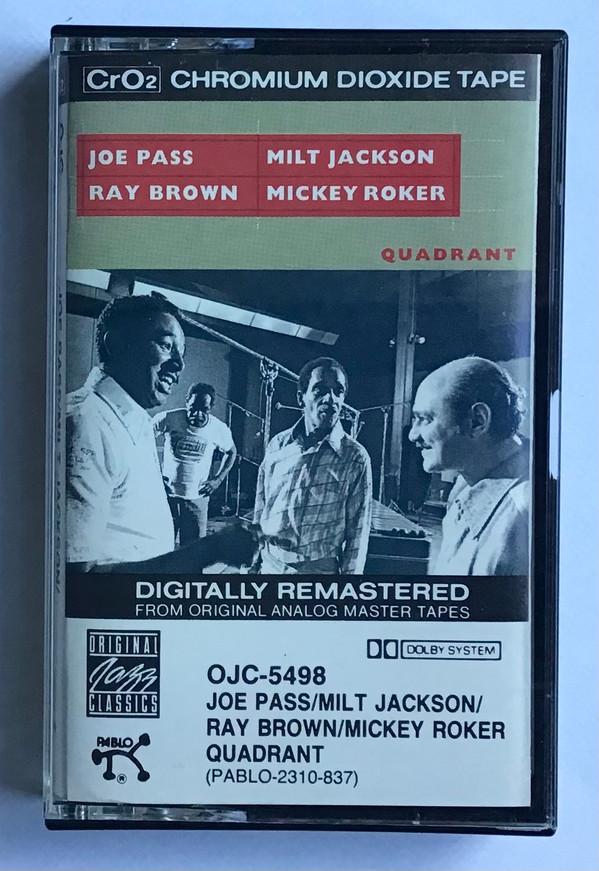 CrO2 CHROMIUM DIOXIDE TAPE
JOE PASS MILT JACKSON
RAY BROWN MICKEY ROKER
QUADRANT
DIGITALLY REMASTERED
FROM ORIGINAL ANALOG MASTER TAPES
ORIGINAL
Jazz
CLASSICS
DOLBY SYSTEM
OJC-5498
JOE PASS/MILT JACKSON/
RAY BROWN/MICKEY ROKER
QUADRANT
(PABLO-2310-837)
PABLO
®